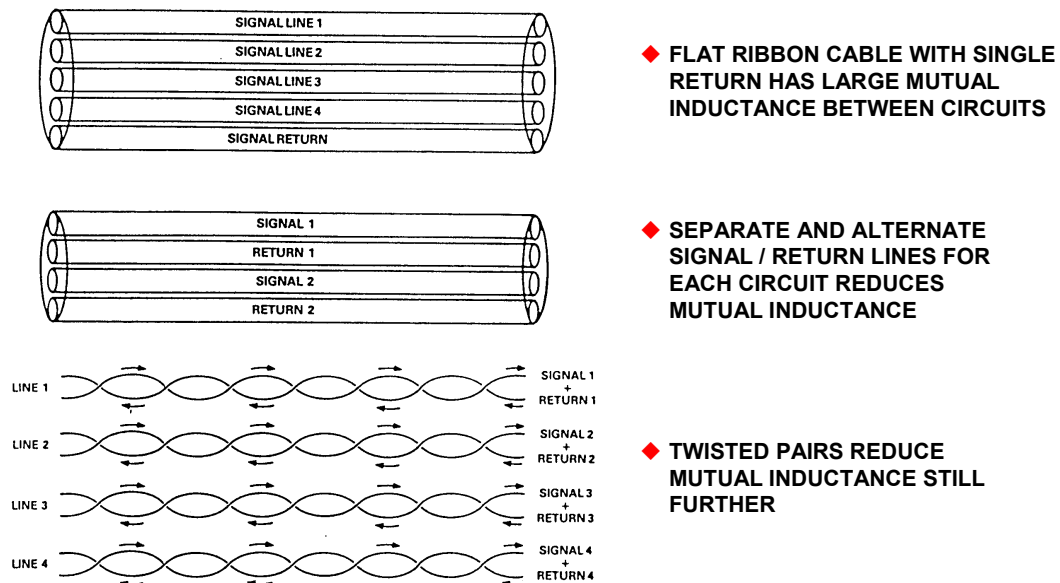 SIGNAL LINE 1
SIGNAL LINE 2
SIGNAL LINE 3
SIGNAL LINE 4
SIGNAL RETURN
FLAT RIBBON CABLE WITH SINGLE
RETURN HAS LARGE MUTUAL
INDUCTANCE BETWEEN CIRCUITS
SIGNAL 1
RETURN 1
SIGNAL 2
RETURN 2
SEPARATE AND ALTERNATE
SIGNAL / RETURN LINES FOR
EACH CIRCUIT REDUCES
MUTUAL INDUCTANCE
LINE 1
SIGNAL 1
+
RETURN 1
LINE 2
SIGNAL 2
+
RETURN 2
LINE 3
SIGNAL 3
+
RETURN 3
LINE 4
SIGNAL 4
+
RETURN 4
TWISTED PAIRS REDUCE
MUTUAL INDUCTANCE STILL
FURTHER